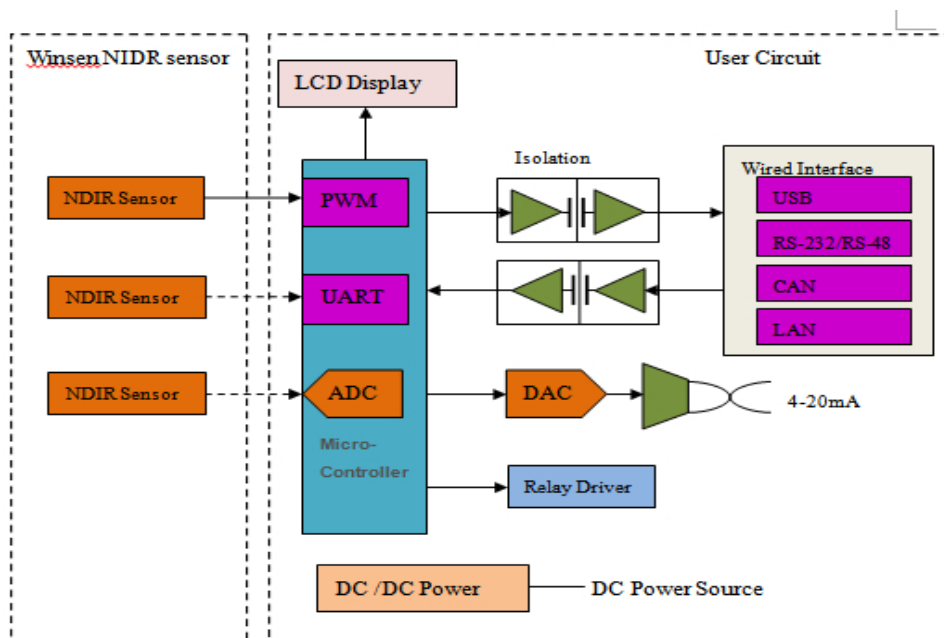 Winsen NIDR sensor
User Circuit
LCD Display
Isolation
Wired Interface
NDIR Sensor
PWM
USB
RS-232/RS-48
NDIR Sensor
UART
CAN
LAN
NDIR Sensor
ADC
DAC
4-20mA
Micro-
Controller
Relay Driver
DC /DC Power
DC Power Source